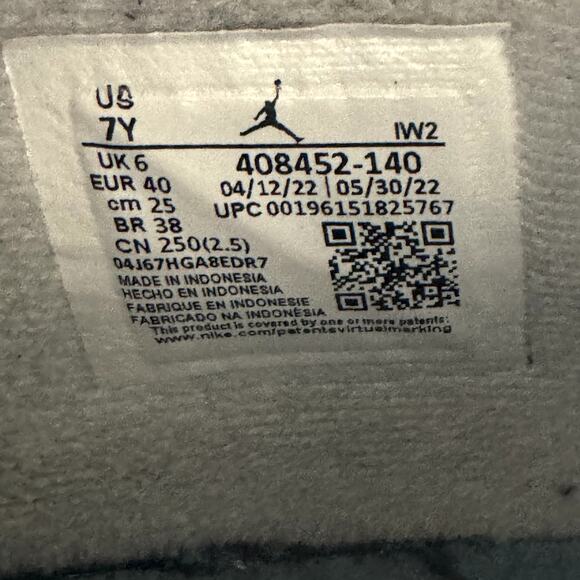 US
7Y
IW2
UK 6
408452-140
EUR 40
04/12/22 | 05/30/22
cm 25
UPC 00196151825767
BR 38
CN 250(2.5)
04J67HGA8EDR7
MADE IN INDONESIA
HECHO EN INDONESIA
FABRIQUE EN INDONESIE
FABRICADO NA INDONÉSIA
This product is covered by one or more patents:
www.nike.com/patentsvirtualmarking